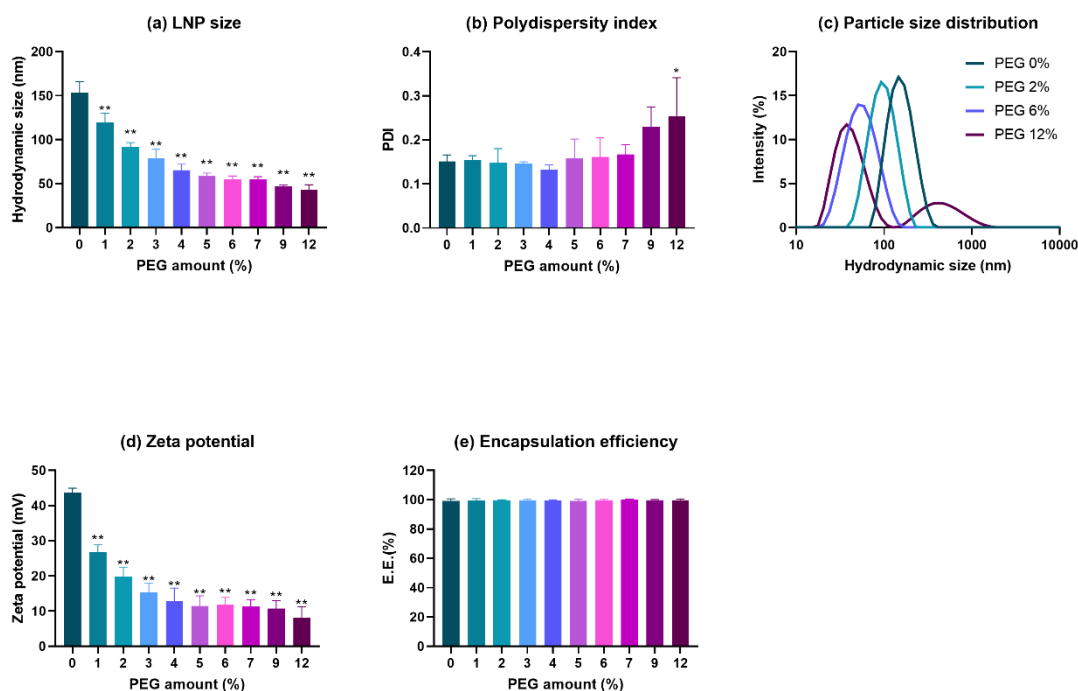 (a) LNP size
Hydrodynamic size (nm)
200
150
100
50
0
** ** ** ** ** ** ** ** **
0 1 2 3 4 5 6 7 9 12
PEG amount (%)
(b) Polydispersity index
PDI
0.4
0.3
0.2
0.1
0.0
*
0 1 2 3 4 5 6 7 9 12
PEG amount (%)
(c) Particle size distribution
Intensity (%)
20
15
10
5
0
PEG 0%
PEG 2%
PEG 6%
PEG 12%
10 100 1000 10000
Hydrodynamic size (nm)
(d) Zeta potential
Zeta potential (mV)
50
40
30
20
10
0
** ** ** ** ** ** ** ** **
0 1 2 3 4 5 6 7 9 12
PEG amount (%)
(e) Encapsulation efficiency
E.E.(%)
120
100
80
60
40
20
0
0 1 2 3 4 5 6 7 9 12
PEG amount (%)